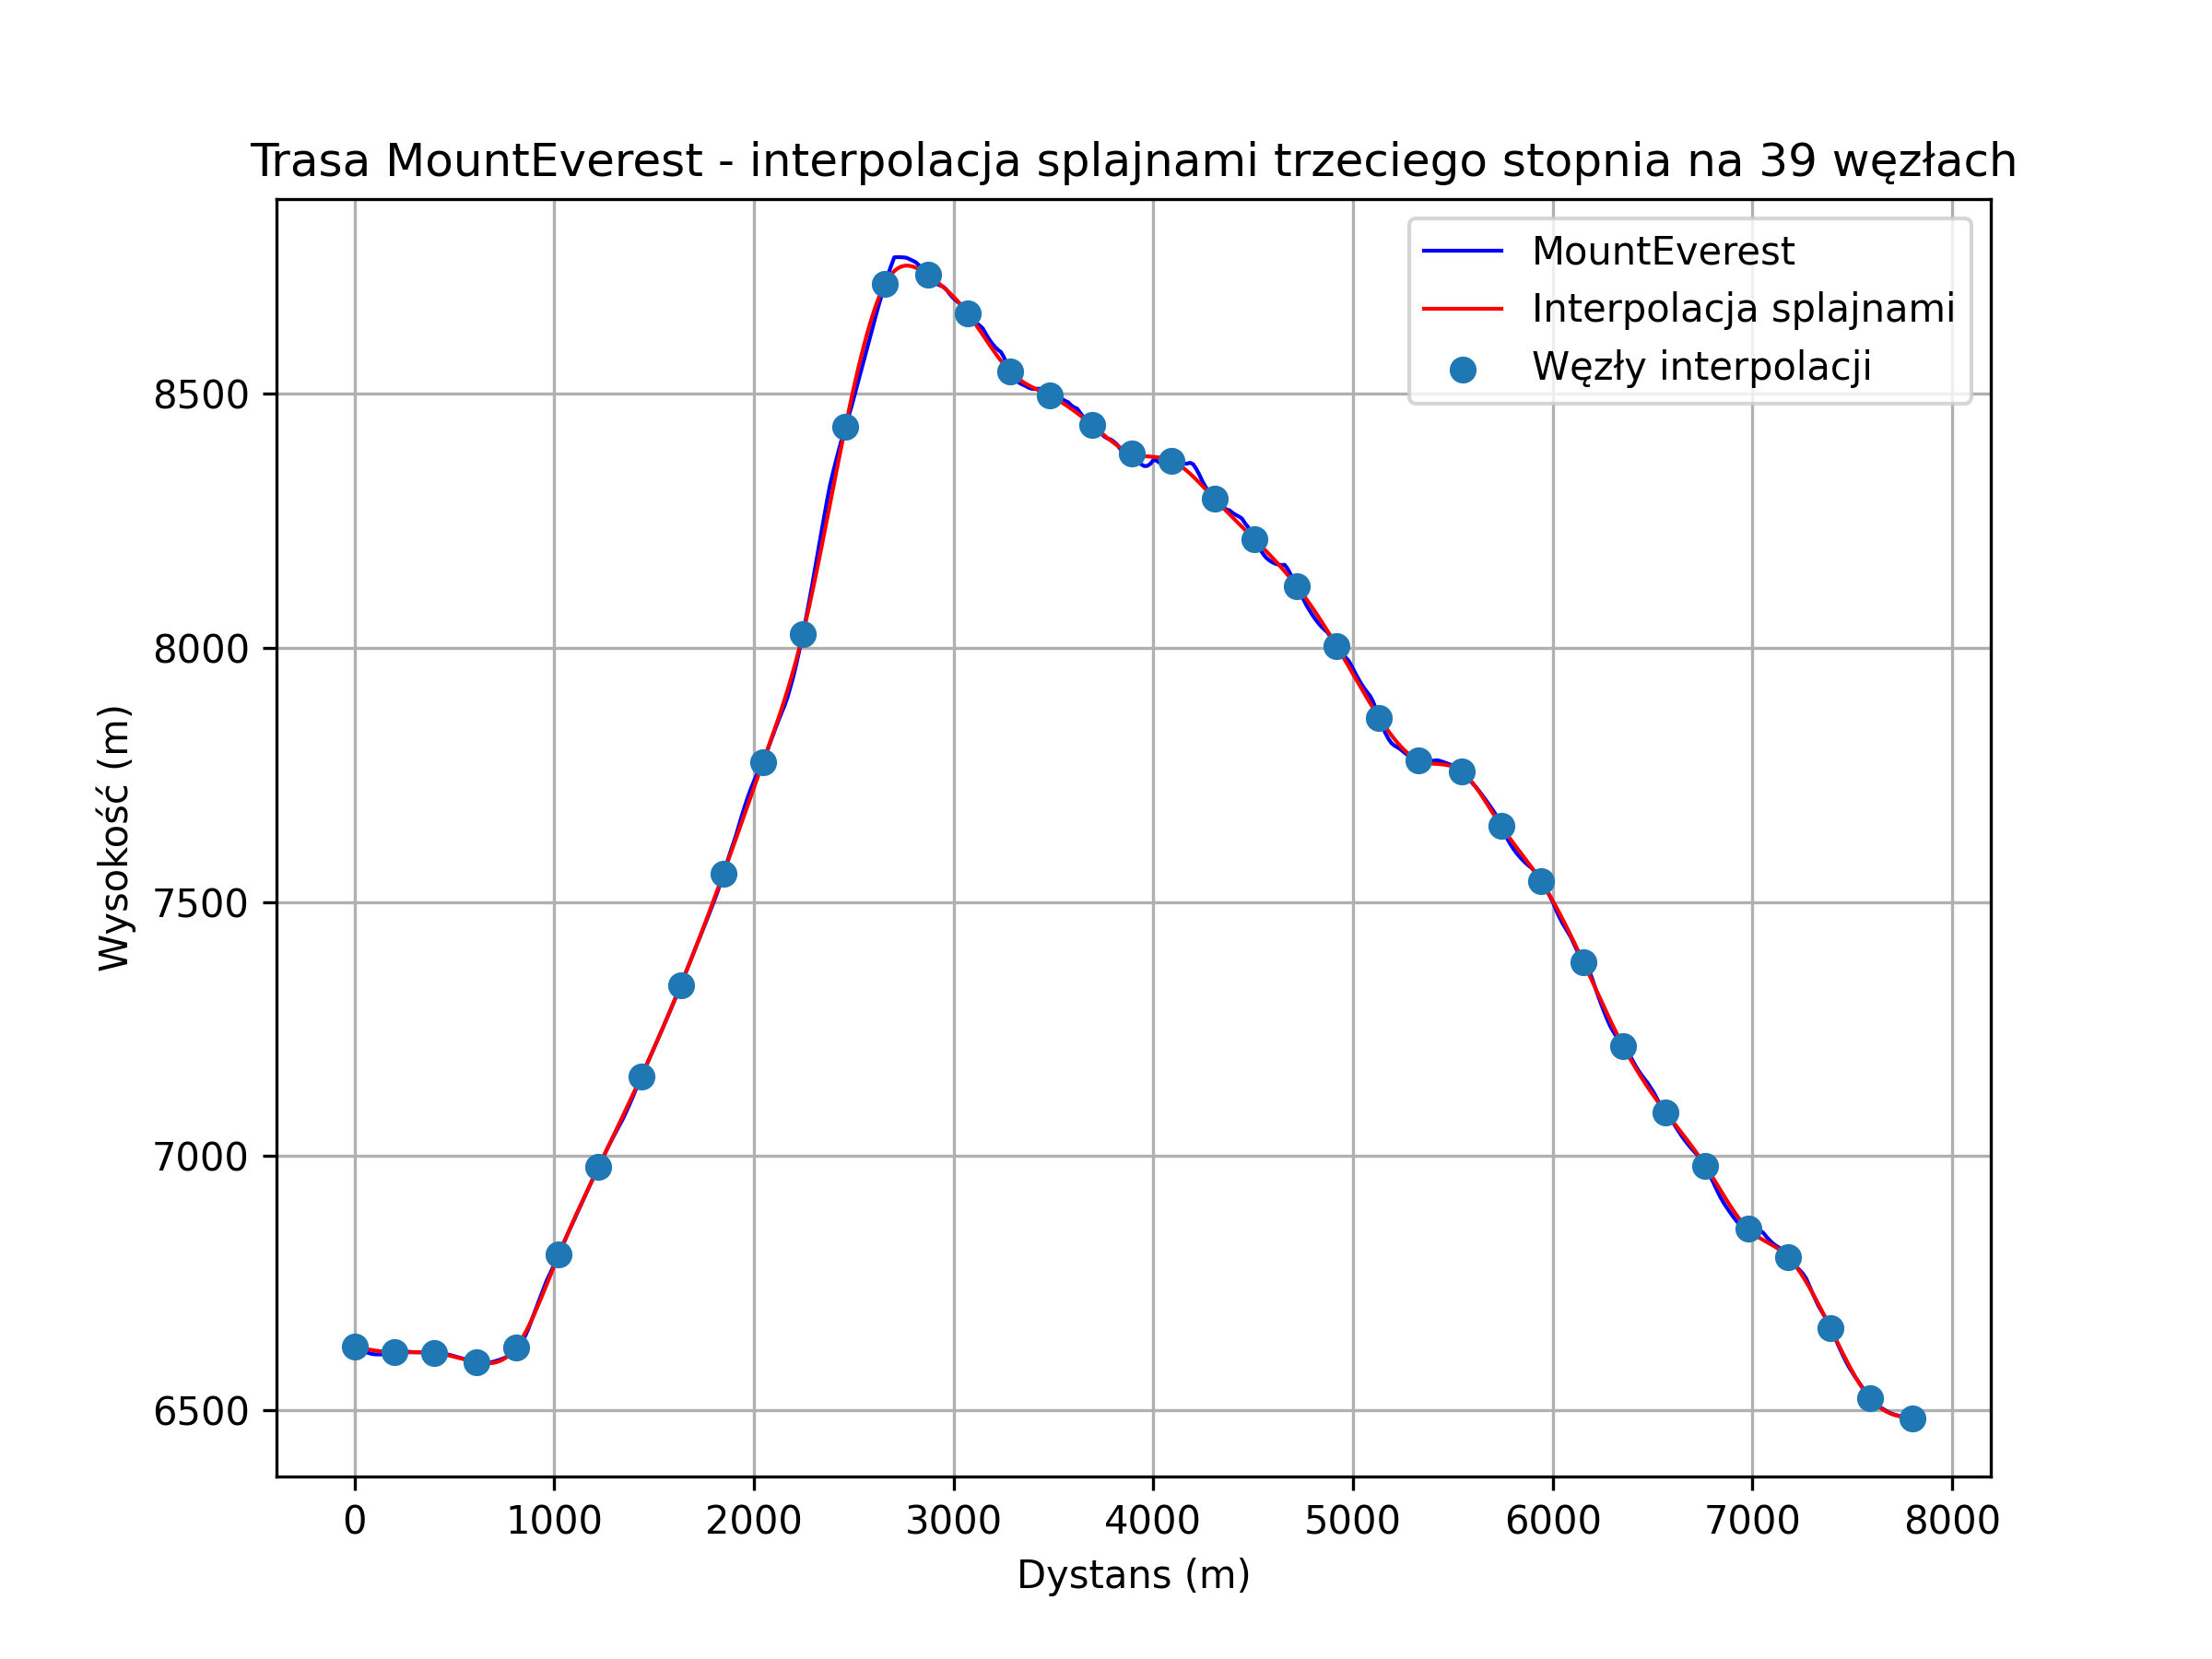 Trasa MountEverest - interpolacja splajnami trzeciego stopnia na 39 węzłach
MountEverest
Interpolacja splajnami
Węzły interpolacji
8500
8000
7500
7000
6500
Wysokość (m)
0 1000 2000 3000 4000 5000 6000 7000 8000
Dystans (m)